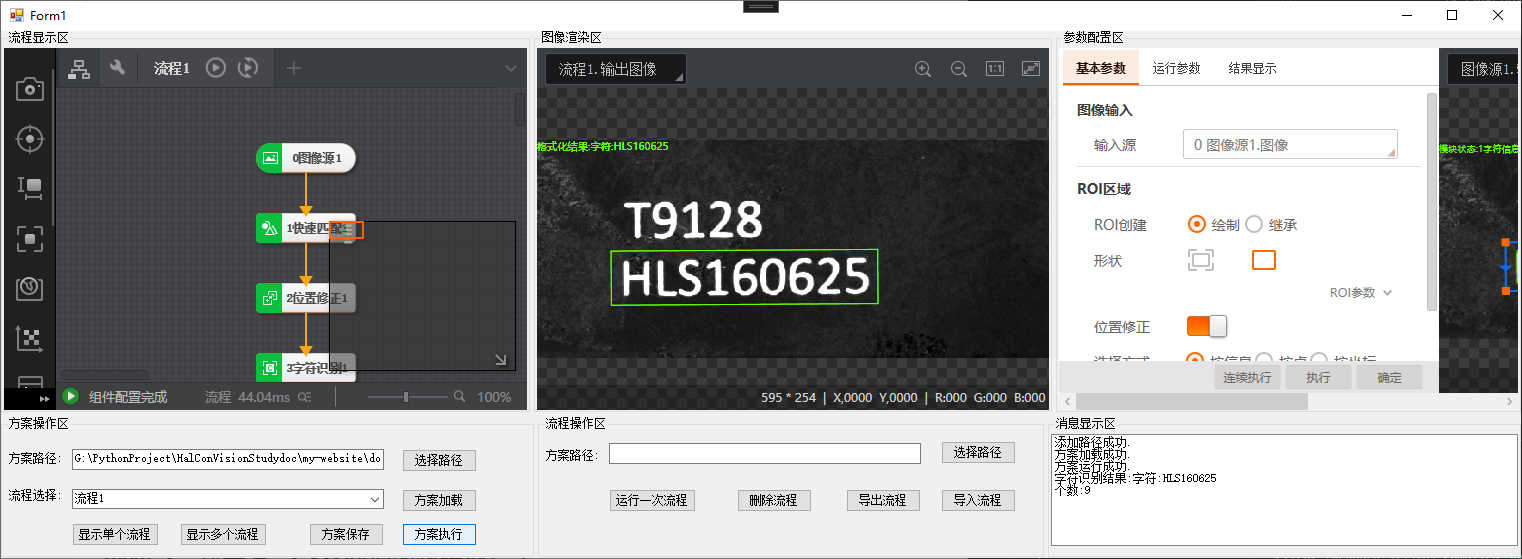 Form1
流程显示区
流程1
0图像源1
1快速匹配1
2位置修正1
3字符识别1
组件配置完成
流程 44.04ms
100%
图像渲染区
流程1.输出图像
1:1
格式化结果:字符:HLS160625
T9128
HLS160625
595 * 254 | X,0000 Y,0000 | R:000 G:000 B:000
参数配置区
基本参数 运行参数 结果显示
图像源1.
图像输入
输入源 0 图像源1.图像
模块状态:1字符信息
ROI区域
ROI创建 绘制 继承
形状
ROI参数
位置修正
选择方式 按信息 按点 按坐标
连续执行 执行 确定
方案操作区
方案路径: G:\PythonProject\HalConVisionStudydoc\my-website\do 选择路径
流程选择: 流程1 方案加载
显示单个流程 显示多个流程 方案保存 方案执行
流程操作区
方案路径: 选择路径
运行一次流程 删除流程 导出流程 导入流程
消息显示区
添加路径成功.
方案加载成功.
方案运行成功.
字符识别结果:字符:HLS160625
个数:9